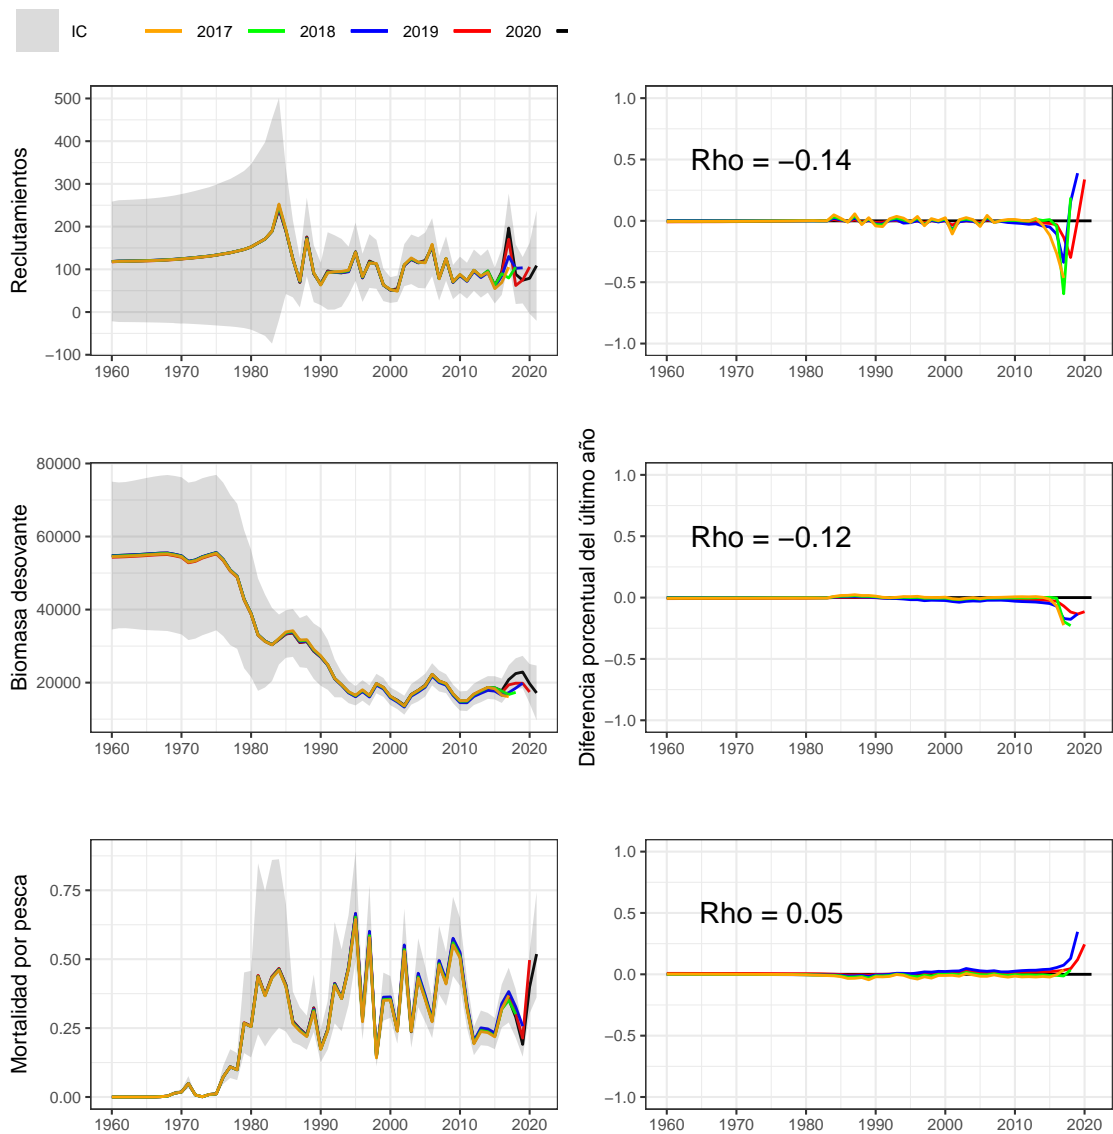 IC 2017 2018 2019 2020
Reclutamientos
500
400
300
200
100
0
−100
1960 1970 1980 1990 2000 2010 2020
Rho = −0.14
1.0
0.5
0.0
−0.5
−1.0
1960 1970 1980 1990 2000 2010 2020
Biomasa desovante
80000
60000
40000
20000
1960 1970 1980 1990 2000 2010 2020
Diferencia porcentual del último año
Rho = −0.12
1.0
0.5
0.0
−0.5
−1.0
1960 1970 1980 1990 2000 2010 2020
Mortalidad por pesca
0.75
0.50
0.25
0.00
1960 1970 1980 1990 2000 2010 2020
Rho = 0.05
1.0
0.5
0.0
−0.5
−1.0
1960 1970 1980 1990 2000 2010 2020